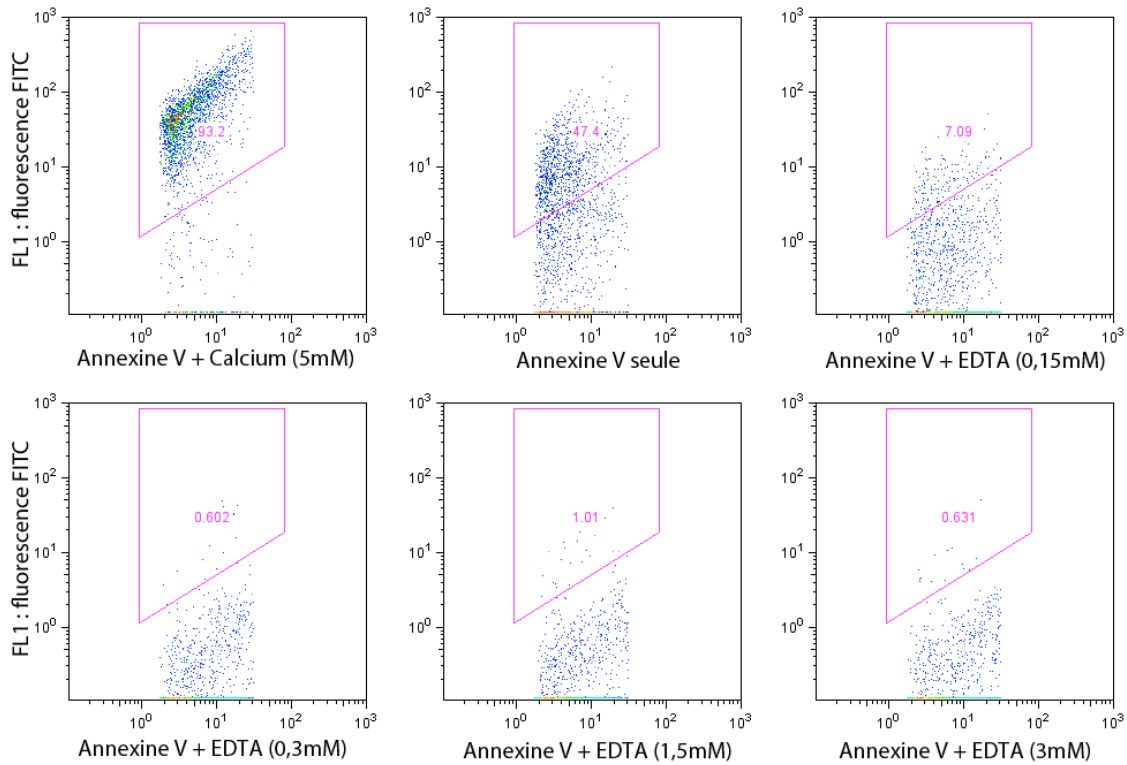 10³
10²
10¹
10⁰
FL1 : fluorescence FITC
93.2
10⁰ 10¹ 10² 10³
Annexine V + Calcium (5mM)
10³
10²
10¹
10⁰
47.4
10⁰ 10¹ 10² 10³
Annexine V seule
10³
10²
10¹
10⁰
7.09
10⁰ 10¹ 10² 10³
Annexine V + EDTA (0,15mM)
10³
10²
10¹
10⁰
FL1 : fluorescence FITC
0.602
10⁰ 10¹ 10² 10³
Annexine V + EDTA (0,3mM)
10³
10²
10¹
10⁰
1.01
10⁰ 10¹ 10² 10³
Annexine V + EDTA (1,5mM)
10³
10²
10¹
10⁰
0.631
10⁰ 10¹ 10² 10³
Annexine V + EDTA (3mM)